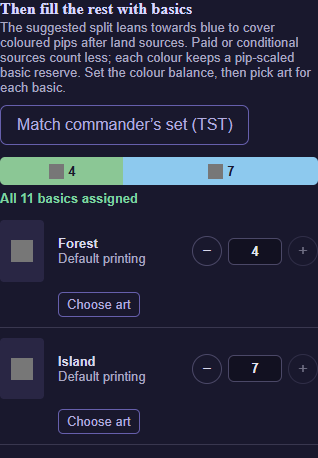 Then fill the rest with basics
The suggested split leans towards blue to cover
coloured pips after land sources. Paid or conditional
sources count less; each colour keeps a pip-scaled
basic reserve. Set the colour balance, then pick art for
each basic.
Match commander's set (TST)
4
7
All 11 basics assigned
Forest
Default printing
− 4 +
Choose art
Island
Default printing
− 7 +
Choose art